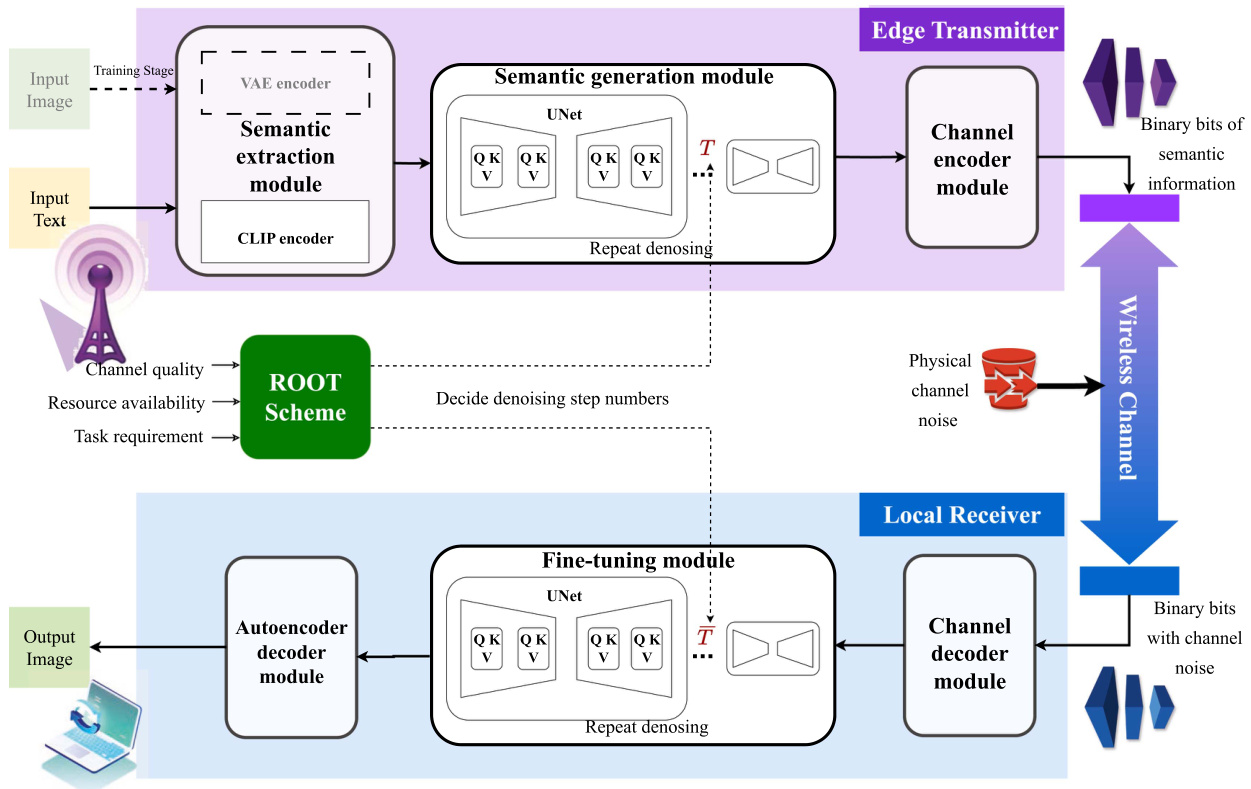 Edge Transmitter
Input
Image
Training Stage
VAE encoder
Semantic
extraction
module
CLIP encoder
Input
Text
Semantic generation module
UNet
Q K
V
Q K
V
Q K
V
Q K
V
T
...
Repeat denosing
Channel
encoder
module
Binary bits of
semantic
information
Wireless Channel
Physical
channel
noise
Channel quality
Resource availability
Task requirement
ROOT
Scheme
Decide denoising step numbers
Local Receiver
Fine-tuning module
UNet
Q K
V
Q K
V
Q K
V
Q K
V
T̅
...
Repeat denosing
Channel
decoder
module
Binary bits
with channel
noise
Autoencoder
decoder
module
Output
Image